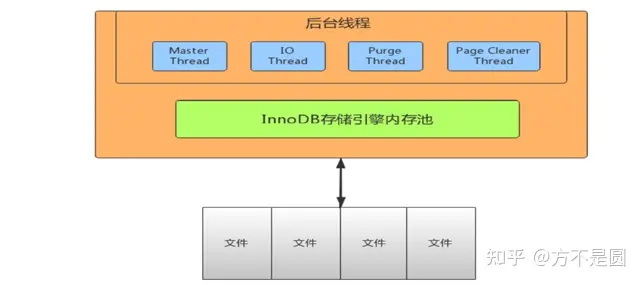 后台线程
Master
Thread
IO
Thread
Purge
Thread
Page Cleaner
Thread
InnoDB存储引擎内存池
文件
文件
文件
文件
知乎 @方不是圆